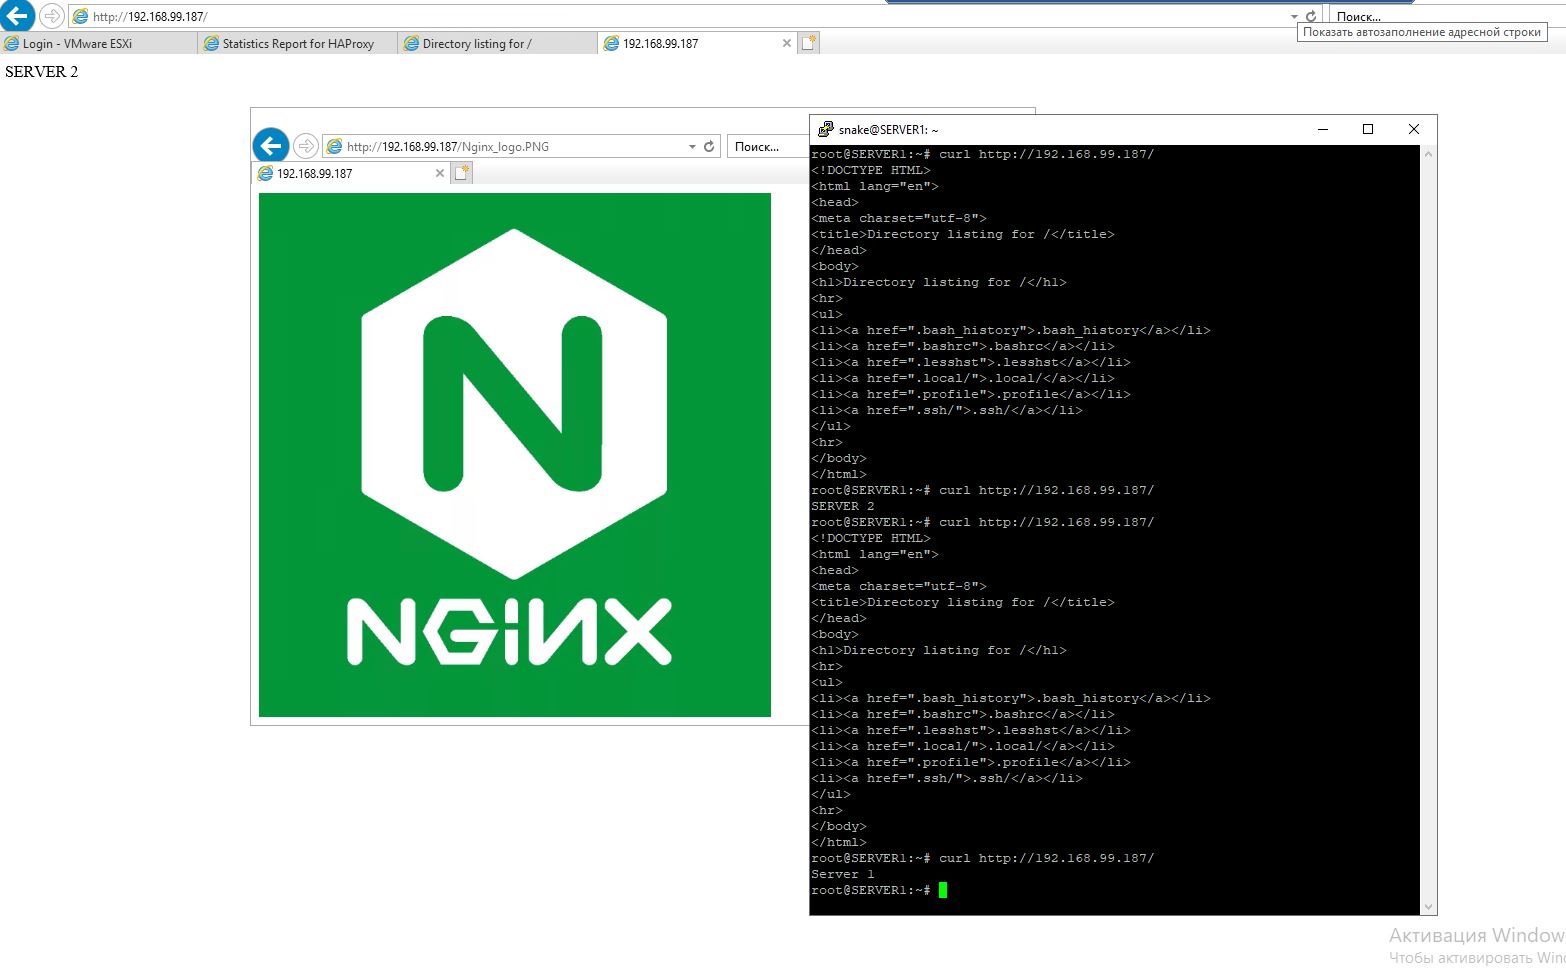 http://192.168.99.187/
Поиск...
Login - VMware ESXi
Statistics Report for HAProxy
Directory listing for /
192.168.99.187
Показать автозаполнение адресной строки
SERVER 2
http://192.168.99.187/Nginx_logo.PNG
Поиск...
192.168.99.187
NGiNX
snake@SERVER1: ~
root@SERVER1:~# curl http://192.168.99.187/
<!DOCTYPE HTML>
<html lang="en">
<head>
<meta charset="utf-8">
<title>Directory listing for /</title>
</head>
<body>
<h1>Directory listing for /</h1>
<hr>
<ul>
<li><a href=".bash_history">.bash_history</a></li>
<li><a href=".bashrc">.bashrc</a></li>
<li><a href=".lesshst">.lesshst</a></li>
<li><a href=".local/">.local/</a></li>
<li><a href=".profile">.profile</a></li>
<li><a href=".ssh/">.ssh/</a></li>
</ul>
<hr>
</body>
</html>
root@SERVER1:~# curl http://192.168.99.187/
SERVER 2
root@SERVER1:~# curl http://192.168.99.187/
<!DOCTYPE HTML>
<html lang="en">
<head>
<meta charset="utf-8">
<title>Directory listing for /</title>
</head>
<body>
<h1>Directory listing for /</h1>
<hr>
<ul>
<li><a href=".bash_history">.bash_history</a></li>
<li><a href=".bashrc">.bashrc</a></li>
<li><a href=".lesshst">.lesshst</a></li>
<li><a href=".local/">.local/</a></li>
<li><a href=".profile">.profile</a></li>
<li><a href=".ssh/">.ssh/</a></li>
</ul>
<hr>
</body>
</html>
root@SERVER1:~# curl http://192.168.99.187/
Server 1
root@SERVER1:~#
Активация Window
Чтобы активировать Win